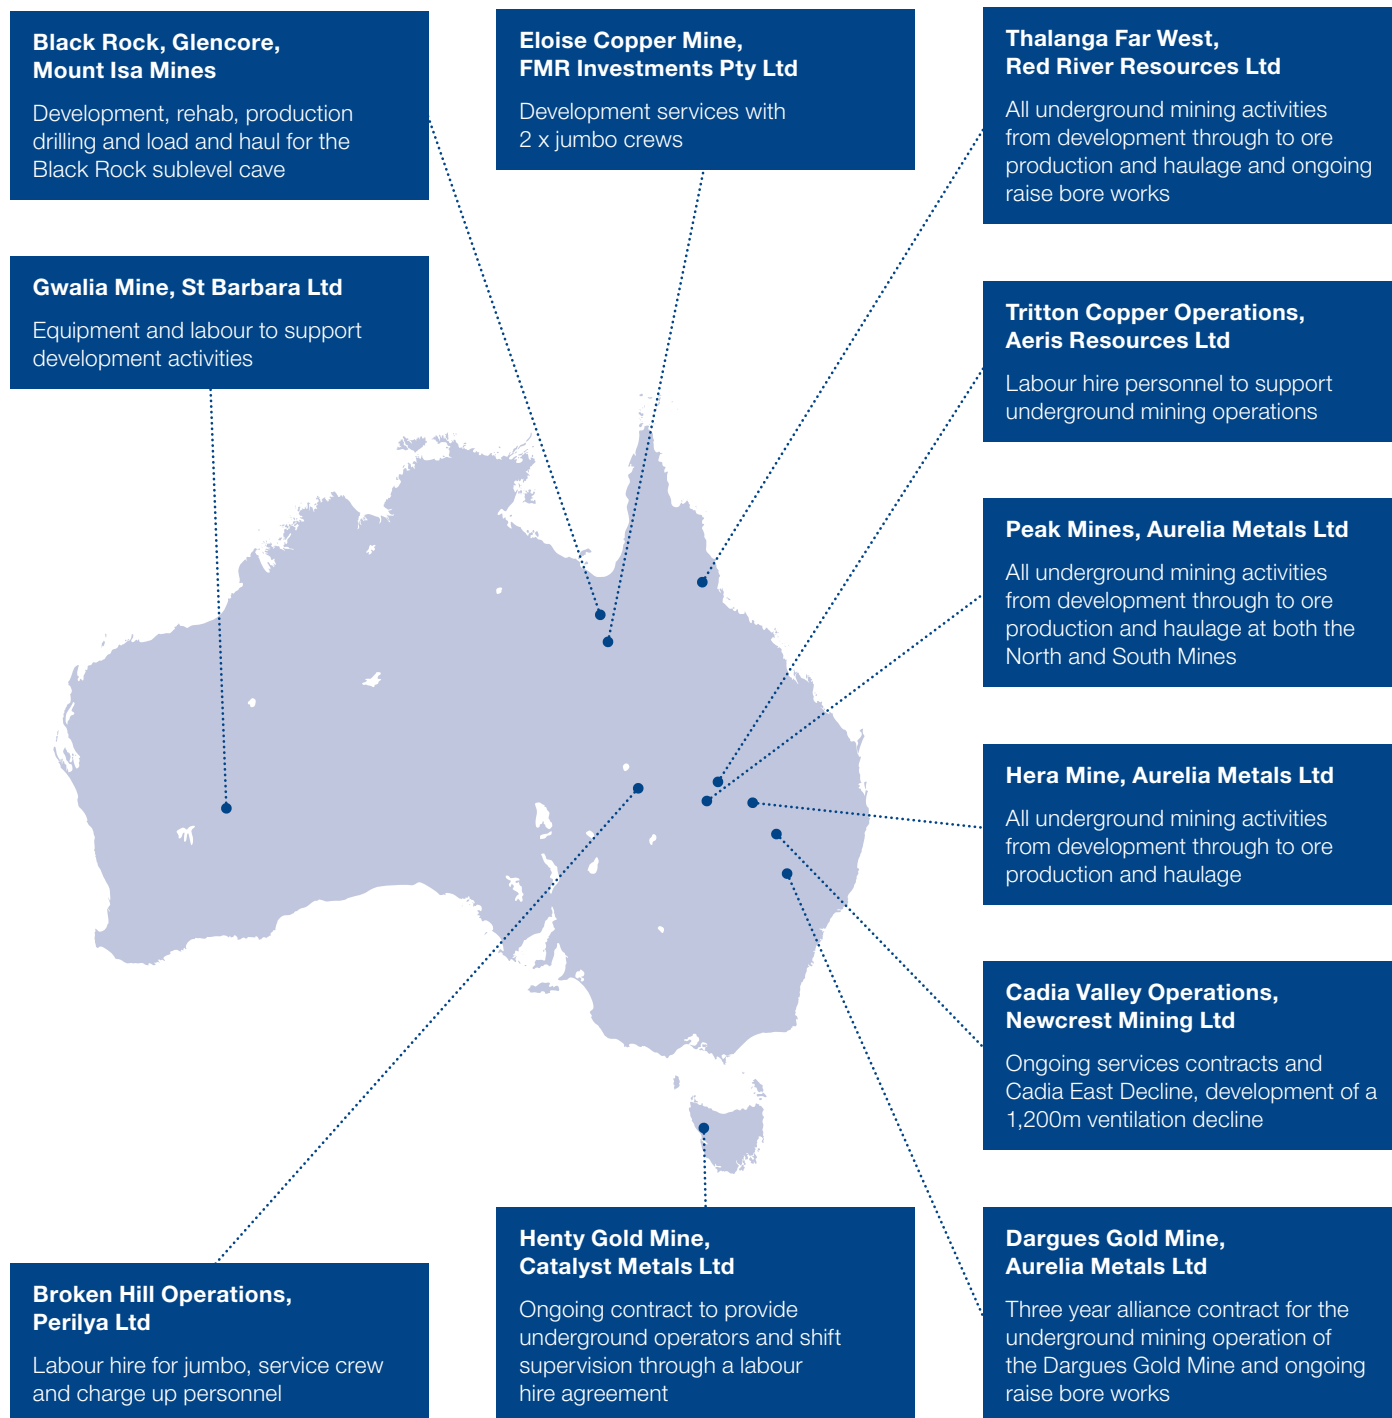 Black Rock, Glencore,
Mount Isa Mines
Development, rehab, production
drilling and load and haul for the
Black Rock sublevel cave
Eloise Copper Mine,
FMR Investments Pty Ltd
Development services with
2 x jumbo crews
Thalanga Far West,
Red River Resources Ltd
All underground mining activities
from development through to ore
production and haulage and ongoing
raise bore works
Gwalia Mine, St Barbara Ltd
Equipment and labour to support
development activities
Tritton Copper Operations,
Aeris Resources Ltd
Labour hire personnel to support
underground mining operations
Peak Mines, Aurelia Metals Ltd
All underground mining activities
from development through to ore
production and haulage at both the
North and South Mines
Hera Mine, Aurelia Metals Ltd
All underground mining activities
from development through to ore
production and haulage
Cadia Valley Operations,
Newcrest Mining Ltd
Ongoing services contracts and
Cadia East Decline, development of a
1,200m ventilation decline
Broken Hill Operations,
Perilya Ltd
Labour hire for jumbo, service crew
and charge up personnel
Henty Gold Mine,
Catalyst Metals Ltd
Ongoing contract to provide
underground operators and shift
supervision through a labour
hire agreement
Dargues Gold Mine,
Aurelia Metals Ltd
Three year alliance contract for the
underground mining operation of
the Dargues Gold Mine and ongoing
raise bore works